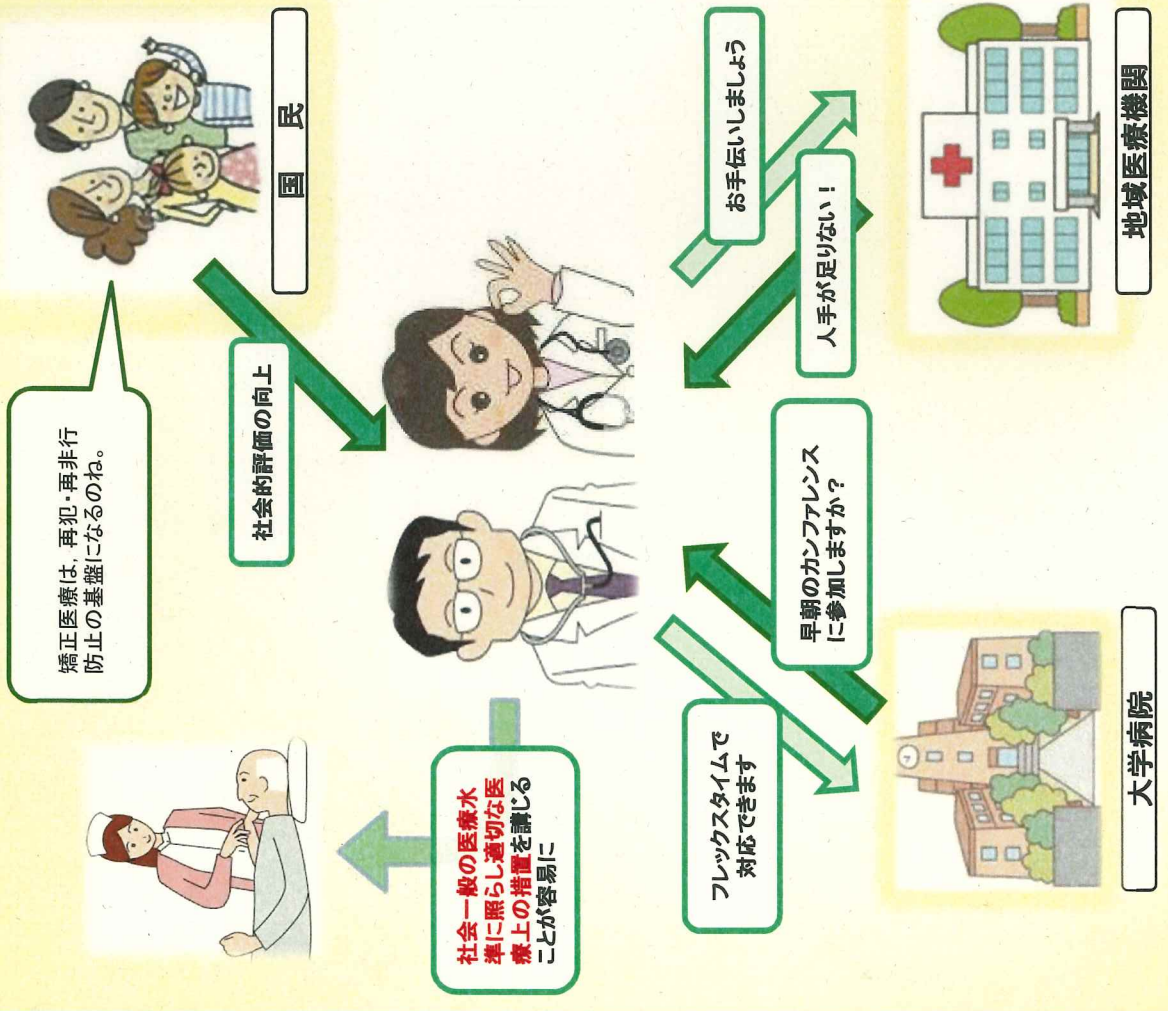 矯正医療は，再犯・再非行
防止の基盤になるのね。
社会的評価の向上
国　民
社会一般の医療水
準に照らし適切な医
療上の措置を講じる
ことが容易に
フレックスタイムで
対応できます
早朝のカンファレンス
に参加しますか？
お手伝いしましょう
人手が足りない！
大学病院
地域医療機関